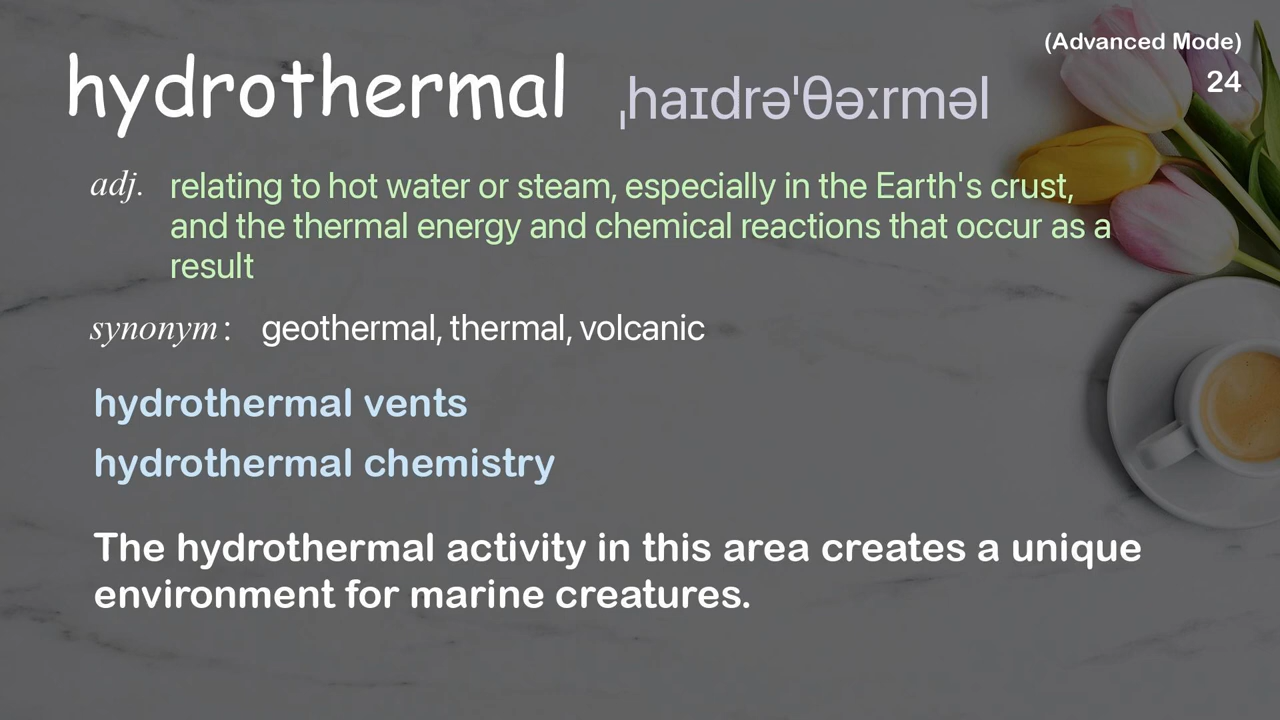 (Advanced Mode)
24
hydrothermal ˌhaɪdrəˈθəːrməl
adj. relating to hot water or steam, especially in the Earth's crust,
and the thermal energy and chemical reactions that occur as a
result
synonym: geothermal, thermal, volcanic
hydrothermal vents
hydrothermal chemistry
The hydrothermal activity in this area creates a unique
environment for marine creatures.